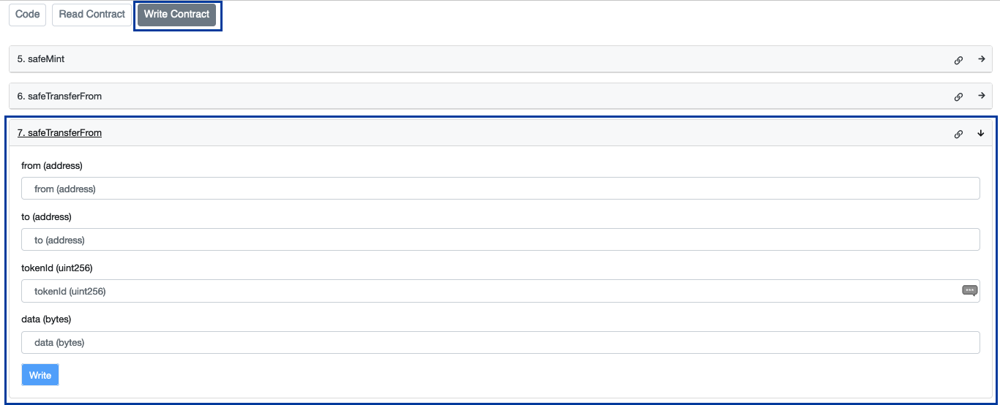 Code Read Contract Write Contract
5. safeMint
6. safeTransferFrom
7. safeTransferFrom
from (address)
from (address)
to (address)
to (address)
tokenId (uint256)
tokenId (uint256)
data (bytes)
data (bytes)
Write